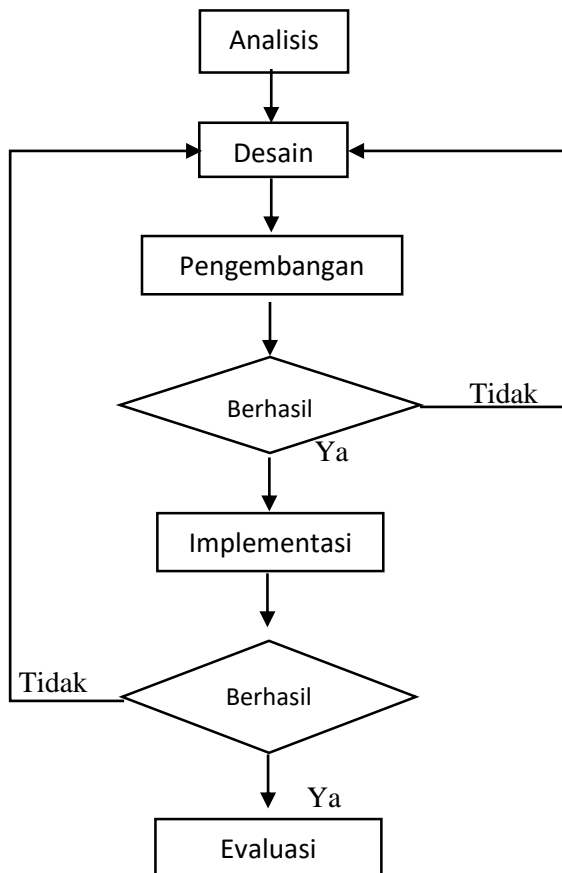 Analisis
Desain
Pengembangan
Berhasil
Tidak
Ya
Implementasi
Tidak
Berhasil
Ya
Evaluasi